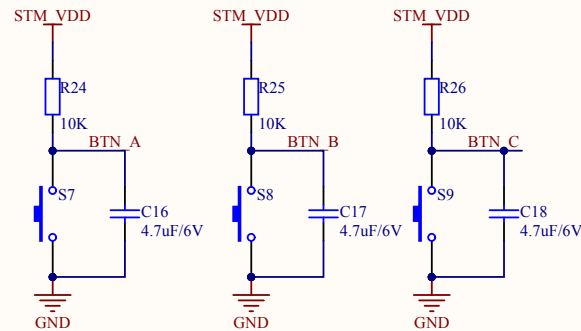 STM_VDD STM_VDD STM_VDD
R24 R25 R26
10K 10K 10K
BTN_A BTN_B BTN_C
S7 S8 S9
C16 C17 C18
4.7uF/6V 4.7uF/6V 4.7uF/6V
GND GND GND